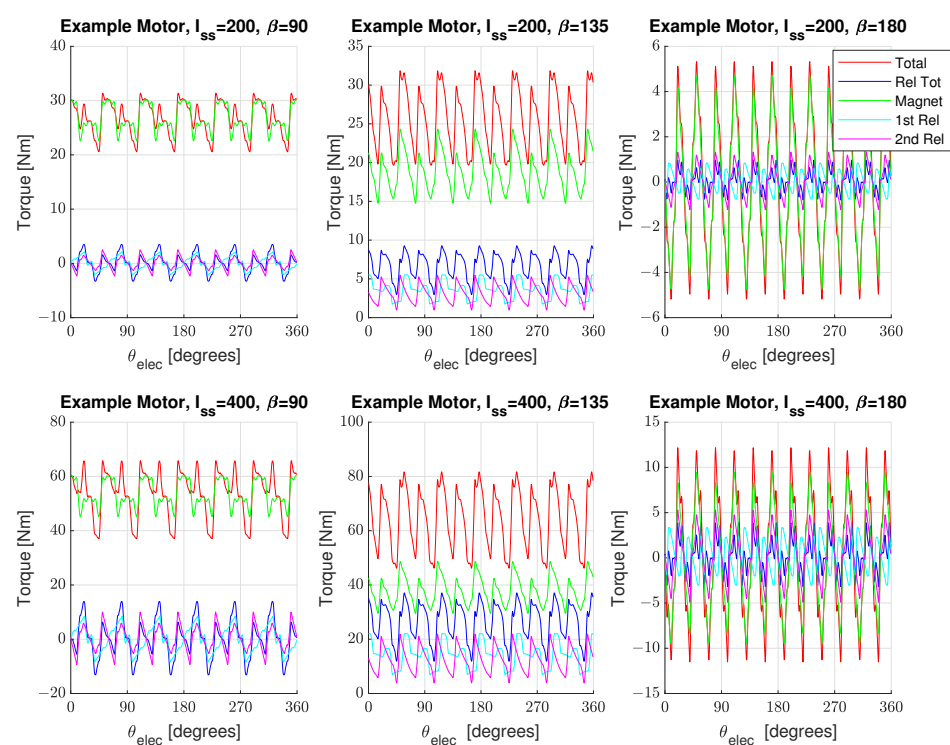 Example Motor, I_ss=200, β=90
40
30
20
10
0
−10
Torque [Nm]
0 90 180 270 360
θ_elec [degrees]
Example Motor, I_ss=200, β=135
35
30
25
20
15
10
5
0
Torque [Nm]
0 90 180 270 360
θ_elec [degrees]
Example Motor, I_ss=200, β=180
6
4
2
0
−2
−4
−6
Torque [Nm]
0 90 180 270 360
θ_elec [degrees]
Total
Rel Tot
Magnet
1st Rel
2nd Rel
Example Motor, I_ss=400, β=90
80
60
40
20
0
−20
Torque [Nm]
0 90 180 270 360
θ_elec [degrees]
Example Motor, I_ss=400, β=135
100
80
60
40
20
0
Torque [Nm]
0 90 180 270 360
θ_elec [degrees]
Example Motor, I_ss=400, β=180
15
10
5
0
−5
−10
−15
Torque [Nm]
0 90 180 270 360
θ_elec [degrees]